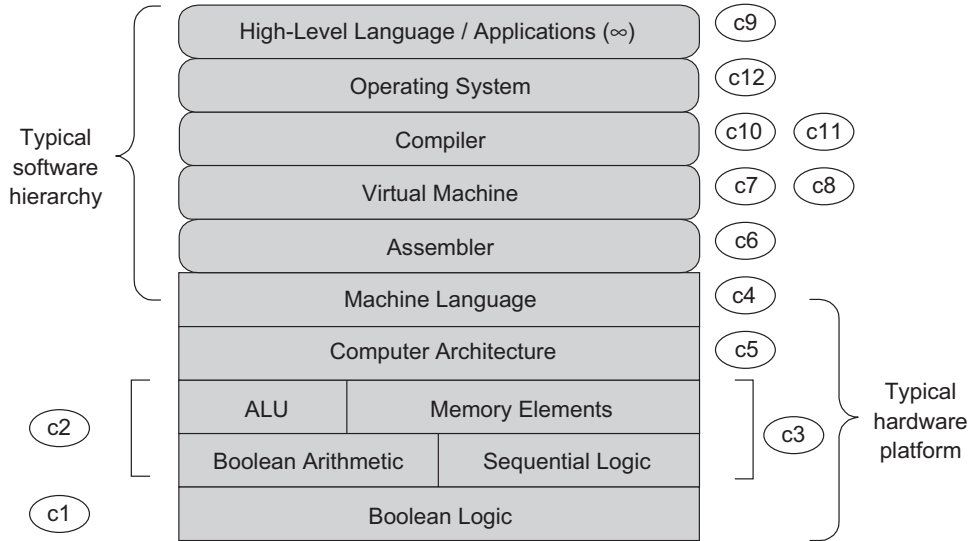 High-Level Language / Applications (∞)
c9
Operating System
c12
Compiler
c10
c11
Typical
software
hierarchy
Virtual Machine
c7
c8
Assembler
c6
Machine Language
c4
Computer Architecture
c5
ALU
Memory Elements
Typical
hardware
platform
c2
c3
Boolean Arithmetic
Sequential Logic
c1
Boolean Logic